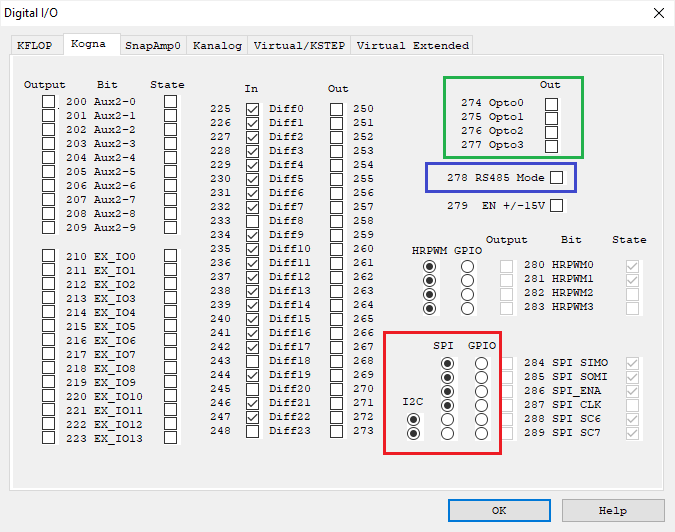 Digital I/O
KFLOP Kogna SnapAmp0 Kanalog Virtual/KSTEP Virtual Extended
Output Bit State
200 Aux2-0
201 Aux2-1
202 Aux2-2
203 Aux2-3
204 Aux2-4
205 Aux2-5
206 Aux2-6
207 Aux2-7
208 Aux2-8
209 Aux2-9
210 EX_IO0
211 EX_IO1
212 EX_IO2
213 EX_IO3
214 EX_IO4
215 EX_IO5
216 EX_IO6
217 EX_IO7
218 EX_IO8
219 EX_IO9
220 EX_IO10
221 EX_IO11
222 EX_IO12
223 EX_IO13
In Out
225 Diff0 250
226 Diff1 251
227 Diff2 252
228 Diff3 253
229 Diff4 254
230 Diff5 255
231 Diff6 256
232 Diff7 257
233 Diff8 258
234 Diff9 259
235 Diff10 260
236 Diff11 261
237 Diff12 262
238 Diff13 263
239 Diff14 264
240 Diff15 265
241 Diff16 266
242 Diff17 267
243 Diff18 268
244 Diff19 269
245 Diff20 270
246 Diff21 271
247 Diff22 272
248 Diff23 273
Out
274 Opto0
275 Opto1
276 Opto2
277 Opto3
278 RS485 Mode
279 EN +/-15V
HRPWM GPIO Output Bit State
280 HRPWM0
281 HRPWM1
282 HRPWM2
283 HRPWM3
SPI GPIO
284 SPI SIMO
285 SPI SOMI
286 SPI_ENA
287 SPI CLK
I2C
288 SPI SC6
289 SPI SC7
OK Help